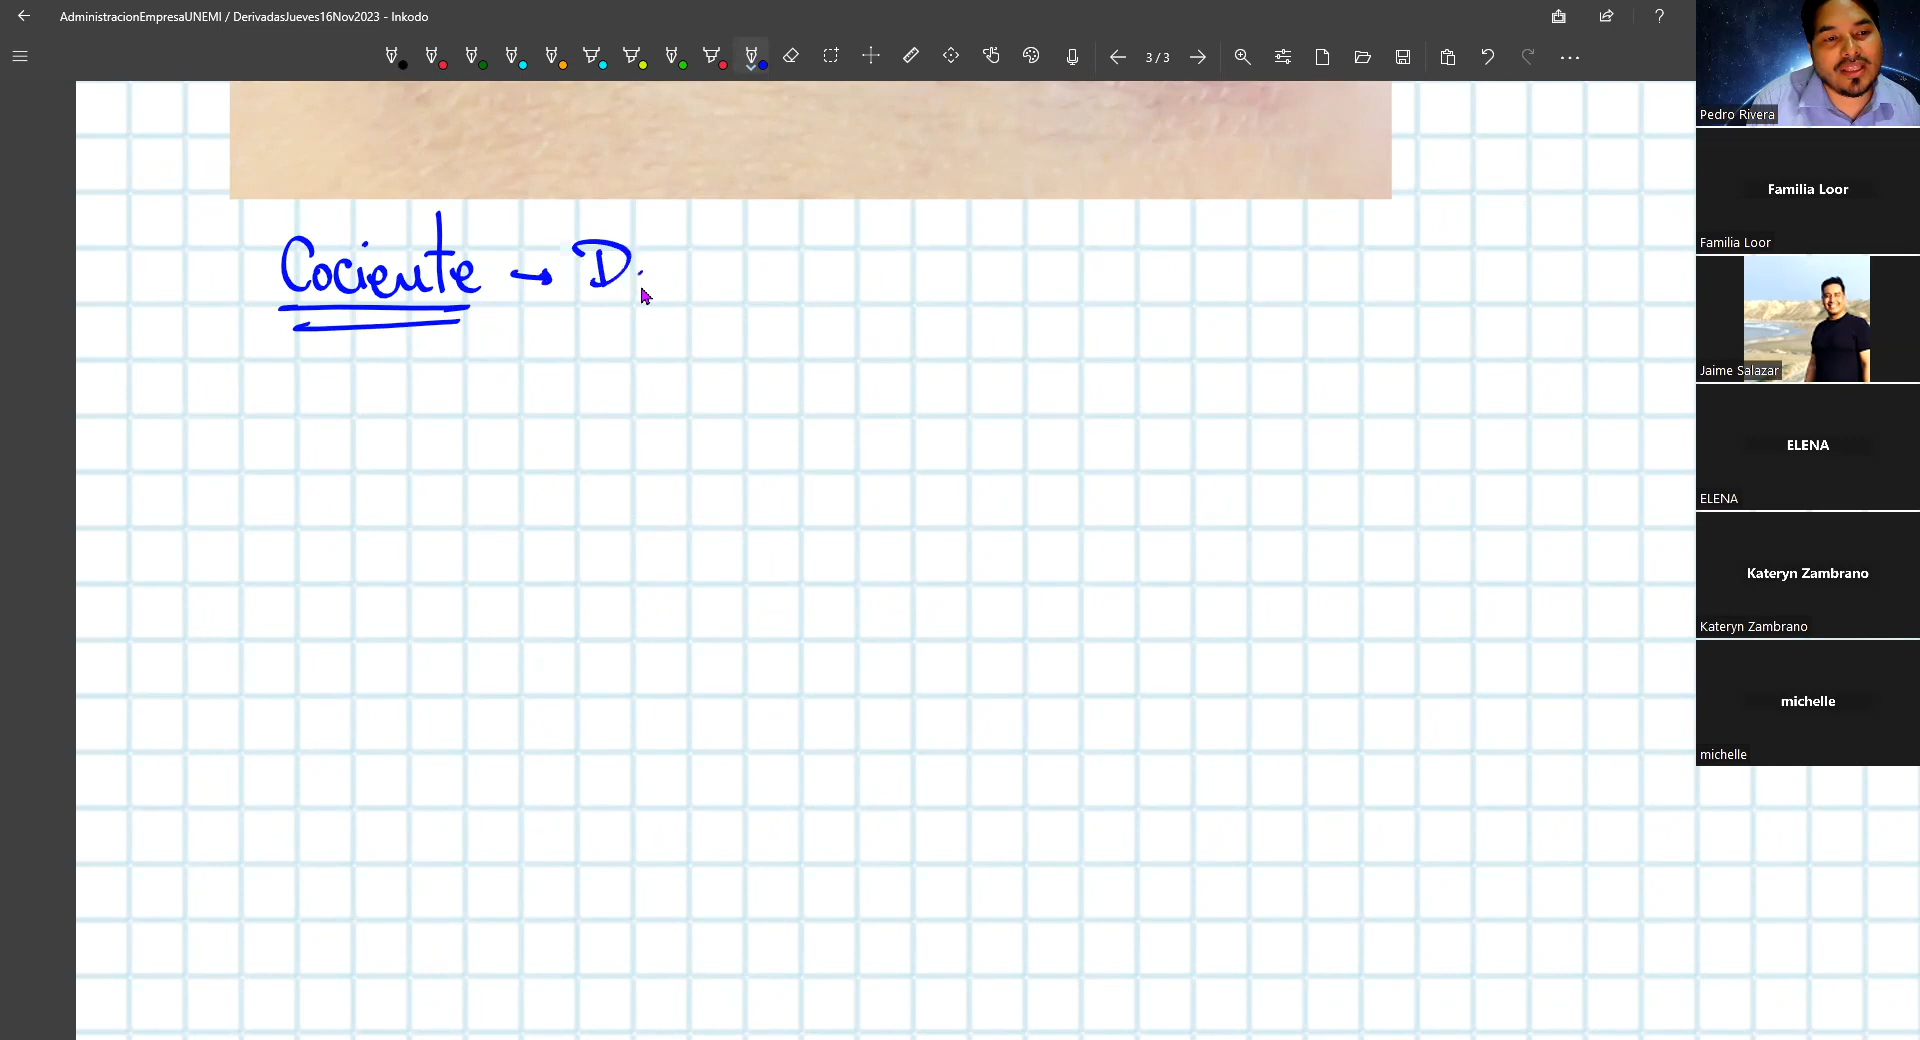 AdministracionEmpresaUNEMI / DerivadasJueves16Nov2023 - Inkodo
3 / 3
Cociente → D.
Pedro Rivera
Familia Loor
Familia Loor
Jaime Salazar
ELENA
ELENA
Kateryn Zambrano
Kateryn Zambrano
michelle
michelle